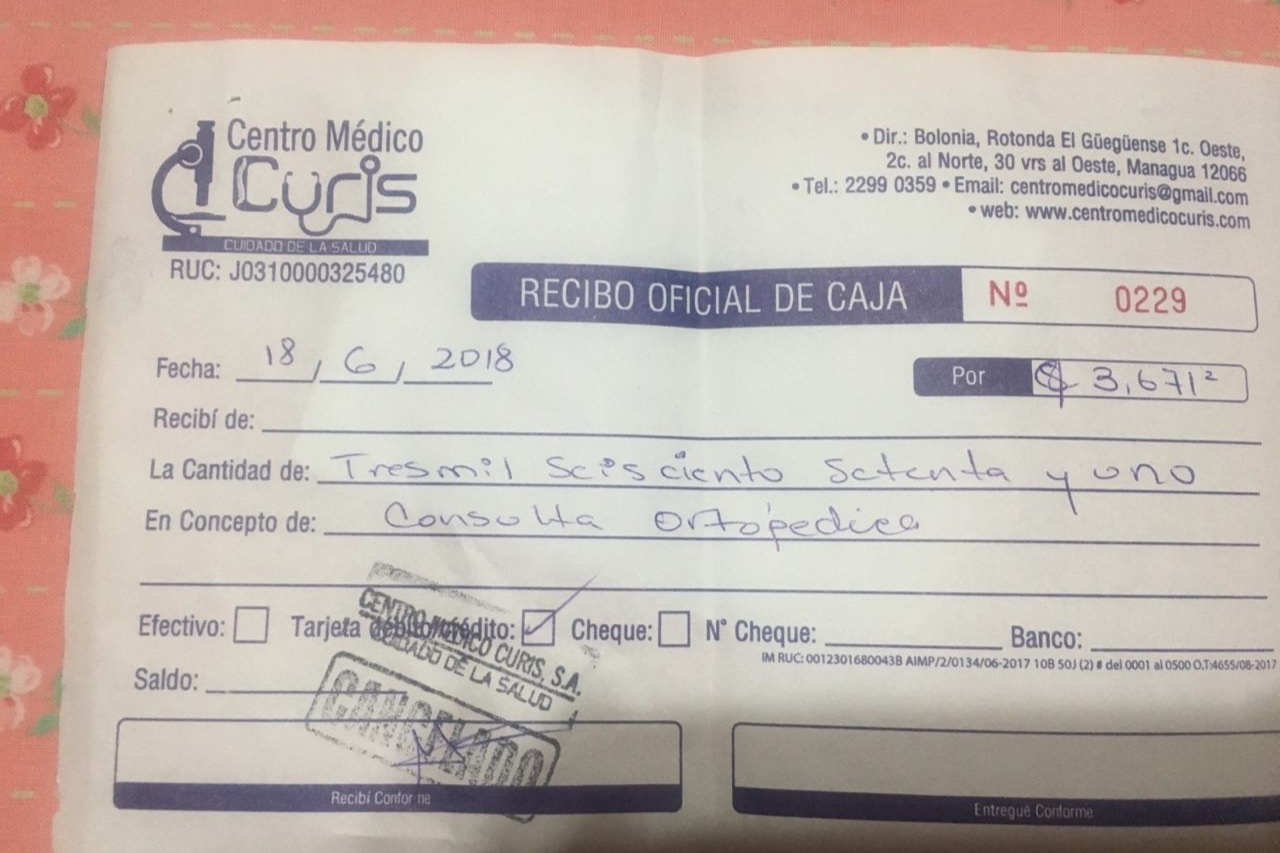 Centro Médico
Curis
CUIDADO DE LA SALUD
RUC: J0310000325480
• Dir.: Bolonia, Rotonda El Güegüense 1c. Oeste,
2c. al Norte, 30 vrs al Oeste, Managua 12066
• Tel.: 2299 0359 • Email: centromedicocuris@gmail.com
• web: www.centromedicocuris.com
RECIBO OFICIAL DE CAJA Nº 0229
Fecha: 18 / 6 / 2018
Por $ 3,671²
Recibí de:
La Cantidad de: Tresmil Seisciento Setenta y uno
En Concepto de: Consulta Ortópedica
Efectivo: Tarjeta débito/crédito: Cheque: N° Cheque: Banco:
IM RUC: 0012301680043B AIMP/2/0134/06-2017 10B 50J (2) # del 0001 al 0500 O.T:4655/08-2017
CENTRO MÉDICO CURIS, S.A.
CUIDADO DE LA SALUD
Saldo:
CANCELADO
Recibí Conforme
Entregué Conforme